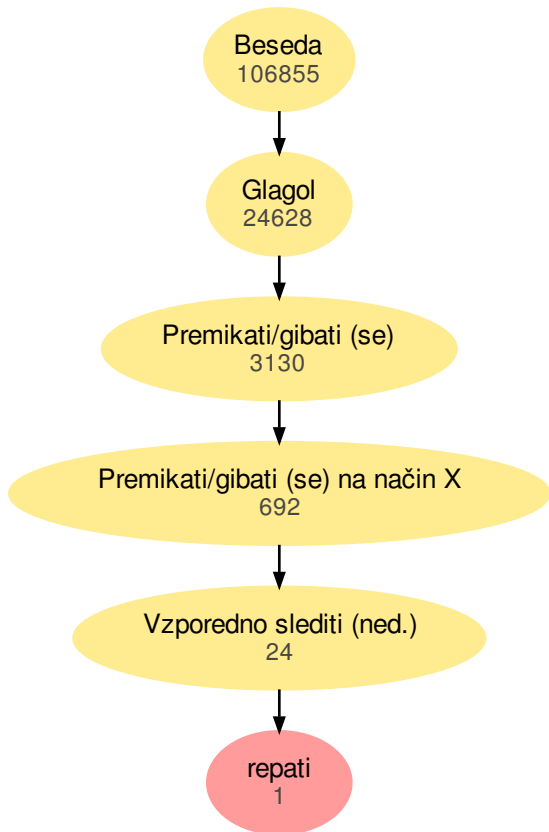 Beseda
106855
Glagol
24628
Premikati/gibati (se)
3130
Premikati/gibati (se) na način X
692
Vzporedno slediti (ned.)
24
repati
1